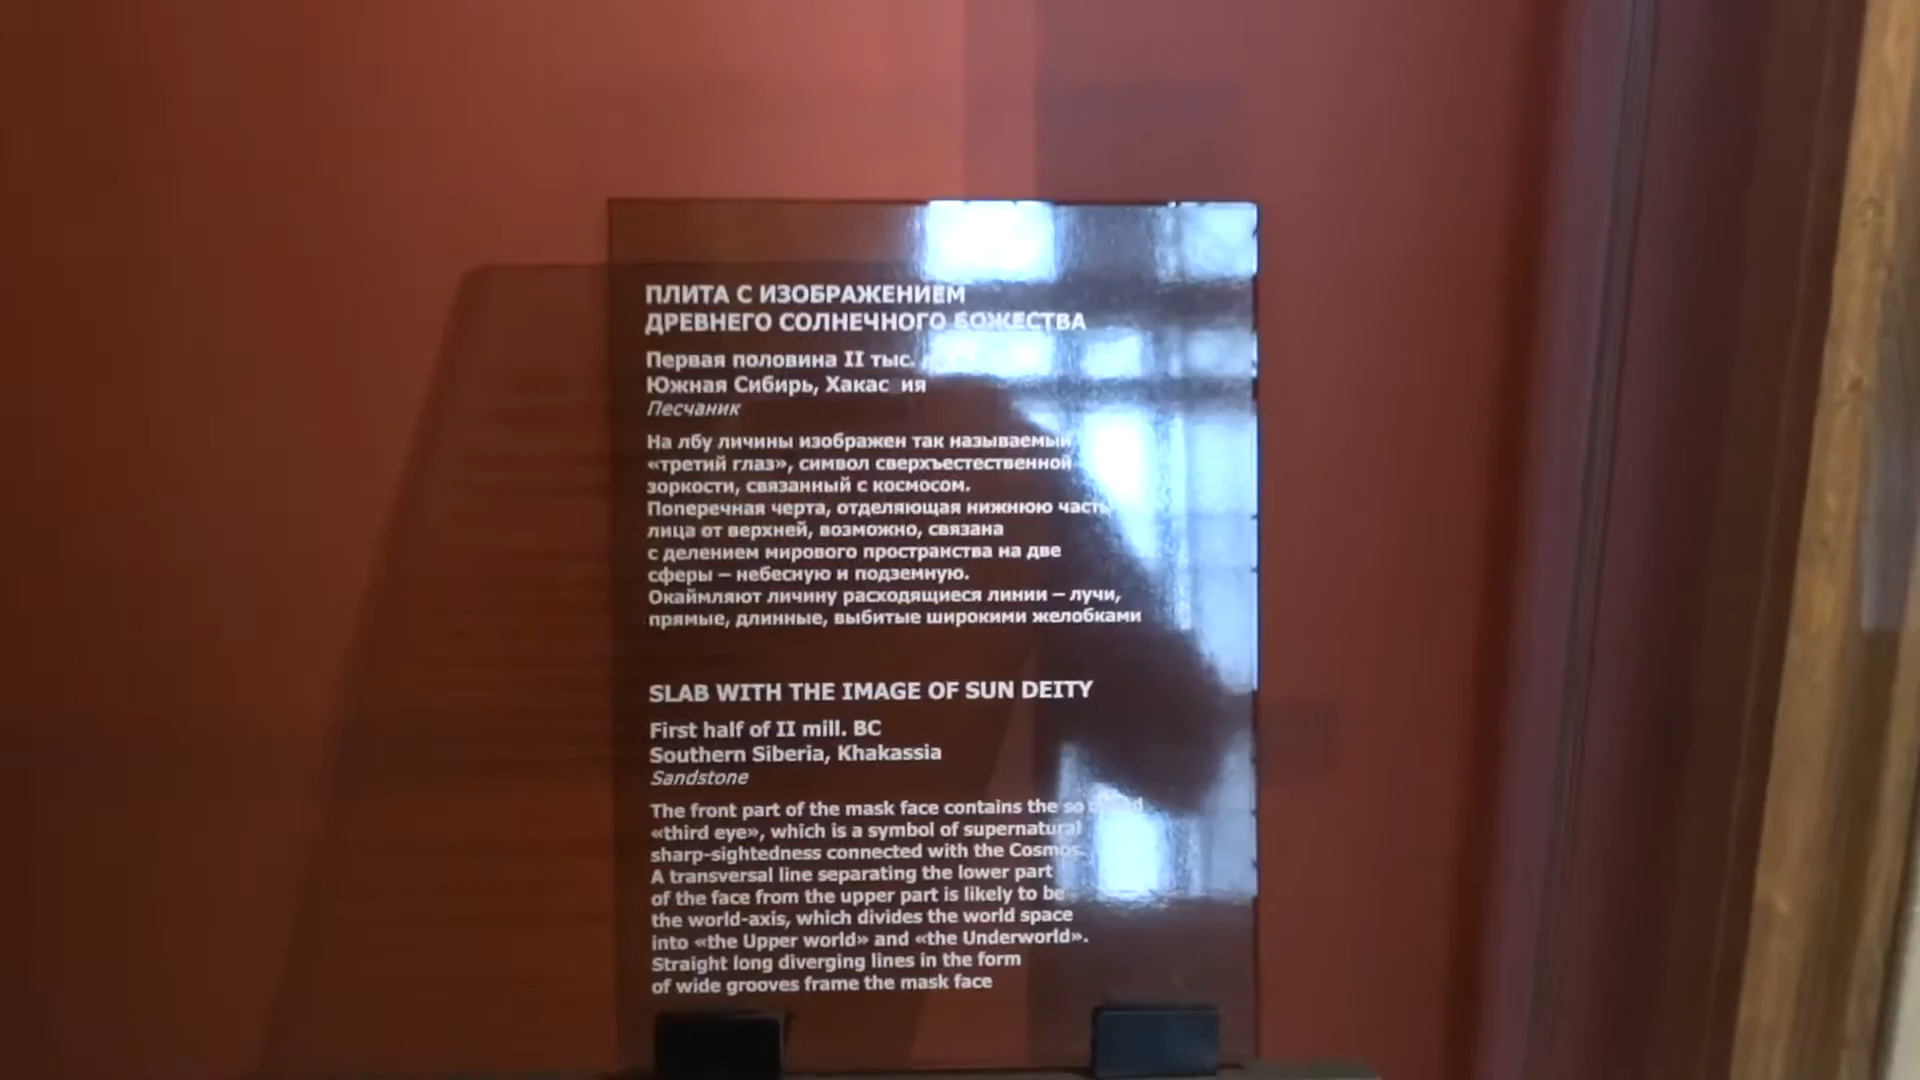 ПЛИТА С ИЗОБРАЖЕНИЕМ
ДРЕВНЕГО СОЛНЕЧНОГО БОЖЕСТВА
Первая половина II тыс.
Южная Сибирь, Хакас ия
Песчаник
На лбу личины изображен так называемый
«третий глаз», символ сверхъестественной
зоркости, связанный с космосом.
Поперечная черта, отделяющая нижнюю часть
лица от верхней, возможно, связана
с делением мирового пространства на две
сферы – небесную и подземную.
Окаймляют личину расходящиеся линии – лучи,
прямые, длинные, выбитые широкими желобками
SLAB WITH THE IMAGE OF SUN DEITY
First half of II mill. BC
Southern Siberia, Khakassia
Sandstone
The front part of the mask face contains the so
«third eye», which is a symbol of supernatural
sharp-sightedness connected with the Cosmos.
A transversal line separating the lower part
of the face from the upper part is likely to be
the world-axis, which divides the world space
into «the Upper world» and «the Underworld».
Straight long diverging lines in the form
of wide grooves frame the mask face